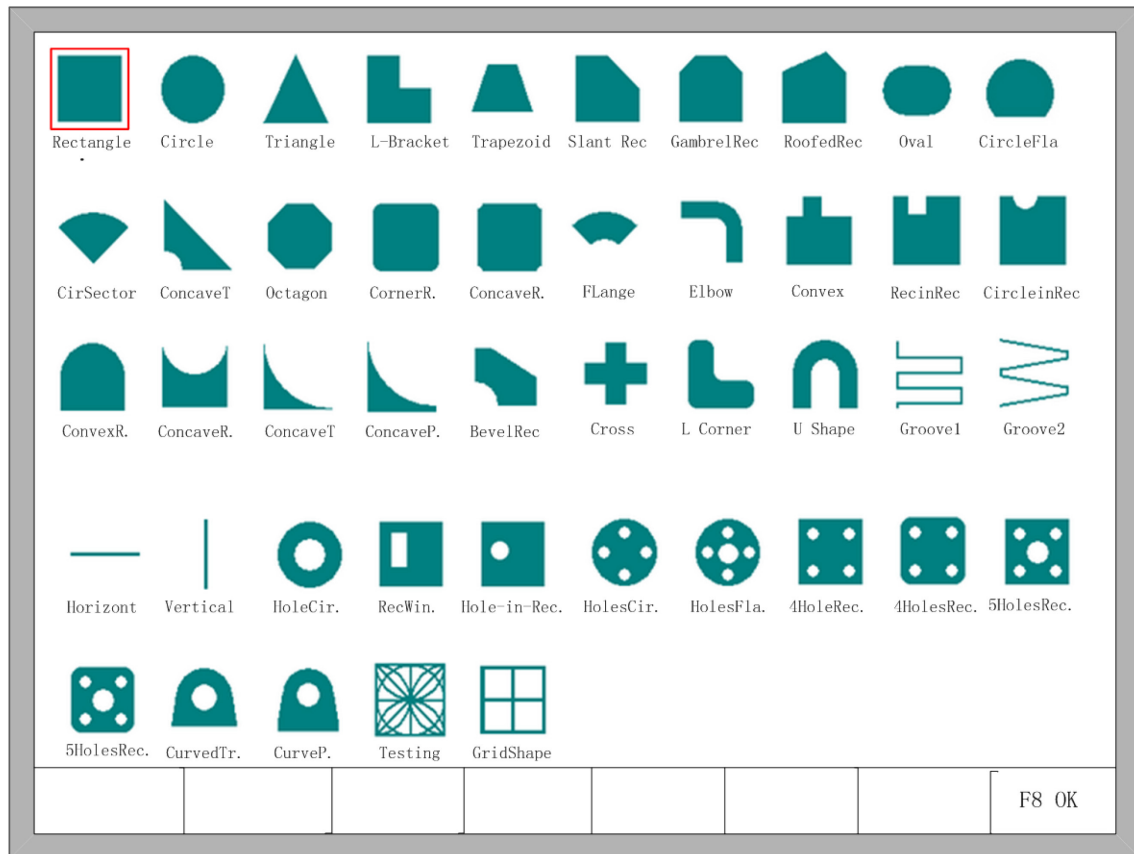 Rectangle Circle Triangle L-Bracket Trapezoid Slant Rec GambrelRec RoofedRec Oval CircleFla
CirSector ConcaveT Octagon CornerR. ConcaveR. FLange Elbow Convex RecinRec CircleinRec
ConvexR. ConcaveR. ConcaveT ConcaveP. BevelRec Cross L Corner U Shape Groove1 Groove2
Horizont Vertical HoleCir. RecWin. Hole-in-Rec. HolesCir. HolesFla. 4HoleRec. 4HolesRec. 5HolesRec.
5HolesRec. CurvedTr. CurveP. Testing GridShape
F8 OK